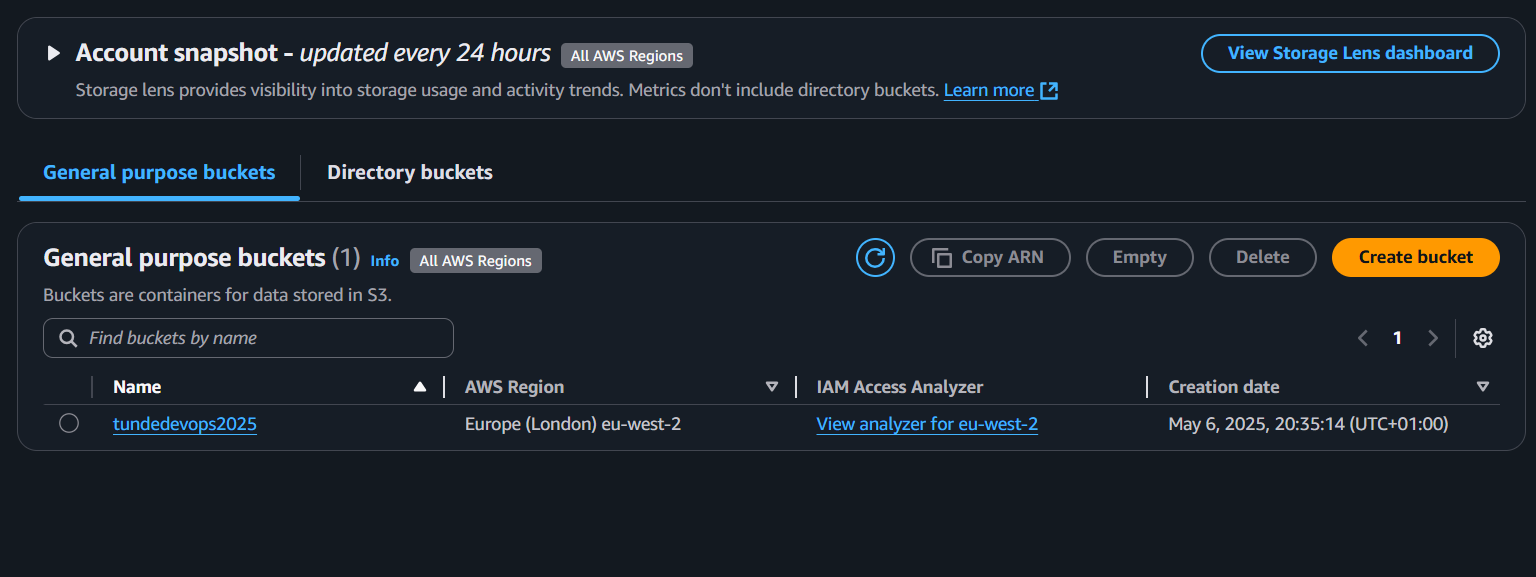 Account snapshot - updated every 24 hours All AWS Regions View Storage Lens dashboard
Storage lens provides visibility into storage usage and activity trends. Metrics don't include directory buckets. Learn more
General purpose buckets Directory buckets
General purpose buckets (1) Info All AWS Regions Copy ARN Empty Delete Create bucket
Buckets are containers for data stored in S3.
Find buckets by name 1
Name AWS Region IAM Access Analyzer Creation date
tundedevops2025 Europe (London) eu-west-2 View analyzer for eu-west-2 May 6, 2025, 20:35:14 (UTC+01:00)